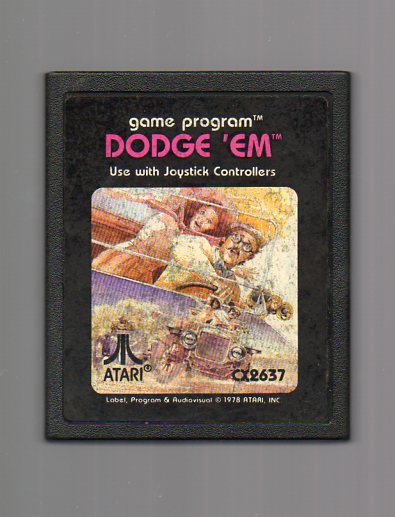 game program™
DODGE 'EM™
Use with Joystick Controllers
ATARI®
CX2637
Label, Program & Audiovisual © 1978 ATARI, INC